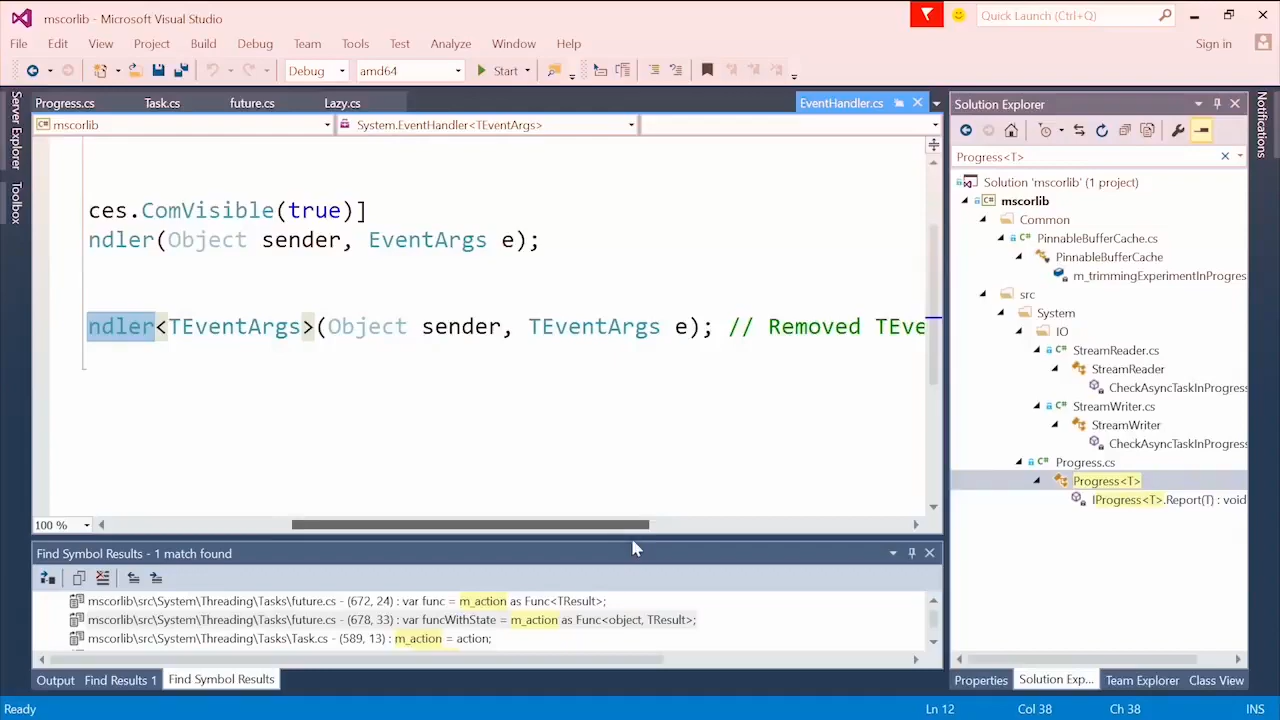 mscorlib - Microsoft Visual Studio
Quick Launch (Ctrl+Q)
File Edit View Project Build Debug Team Tools Test Analyze Window Help
Sign in
Debug amd64 Start
Progress.cs Task.cs future.cs Lazy.cs EventHandler.cs
mscorlib System.EventHandler<TEventArgs>
ces.ComVisible(true)]
ndler(Object sender, EventArgs e);
ndler<TEventArgs>(Object sender, TEventArgs e); // Removed TEve
100 %
Find Symbol Results - 1 match found
mscorlib\src\System\Threading\Tasks\future.cs - (672, 24) : var func = m_action as Func<TResult>;
mscorlib\src\System\Threading\Tasks\future.cs - (678, 33) : var funcWithState = m_action as Func<object, TResult>;
mscorlib\src\System\Threading\Tasks\Task.cs - (589, 13) : m_action = action;
Output Find Results 1 Find Symbol Results
Server Explorer
Toolbox
Solution Explorer
Progress<T>
Solution 'mscorlib' (1 project)
mscorlib
Common
C# PinnableBufferCache.cs
PinnableBufferCache
m_trimmingExperimentInProgres
src
System
IO
C# StreamReader.cs
StreamReader
CheckAsyncTaskInProgress
C# StreamWriter.cs
StreamWriter
CheckAsyncTaskInProgress
C# Progress.cs
Progress<T>
IProgress<T>.Report(T) : void
Properties Solution Exp... Team Explorer Class View
Notifications
Ready Ln 12 Col 38 Ch 38 INS